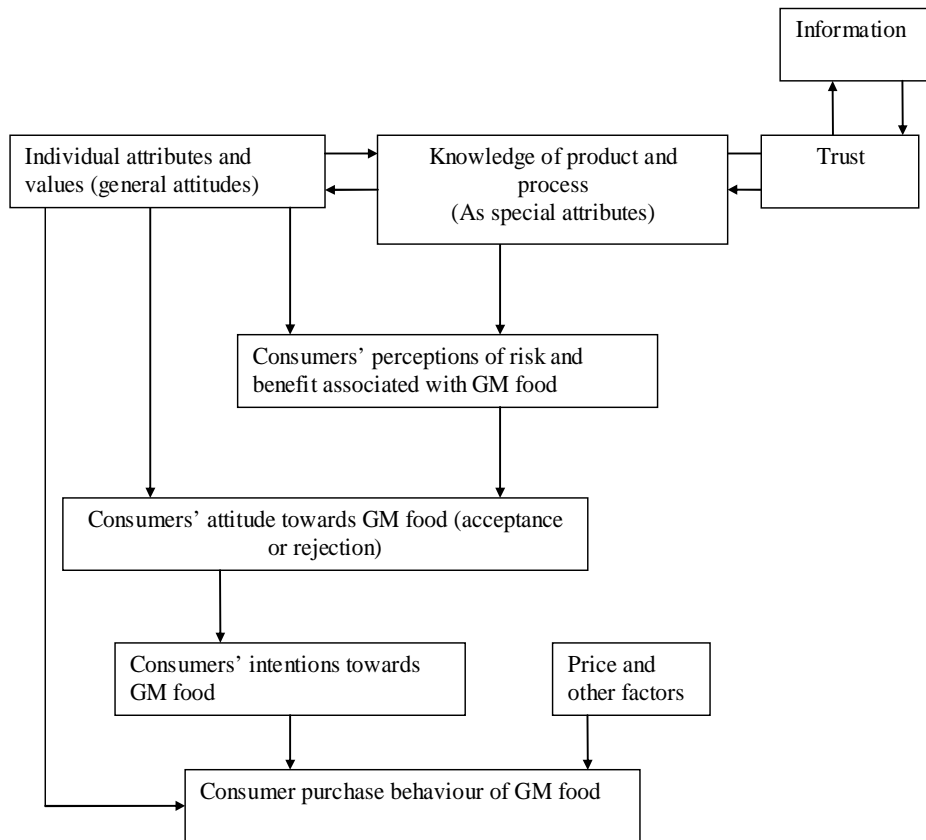 Information
Individual attributes and
values (general attitudes)
Knowledge of product and
process
(As special attributes)
Trust
Consumers’ perceptions of risk and
benefit associated with GM food
Consumers’ attitude towards GM food (acceptance
or rejection)
Consumers’ intentions towards
GM food
Price and
other factors
Consumer purchase behaviour of GM food